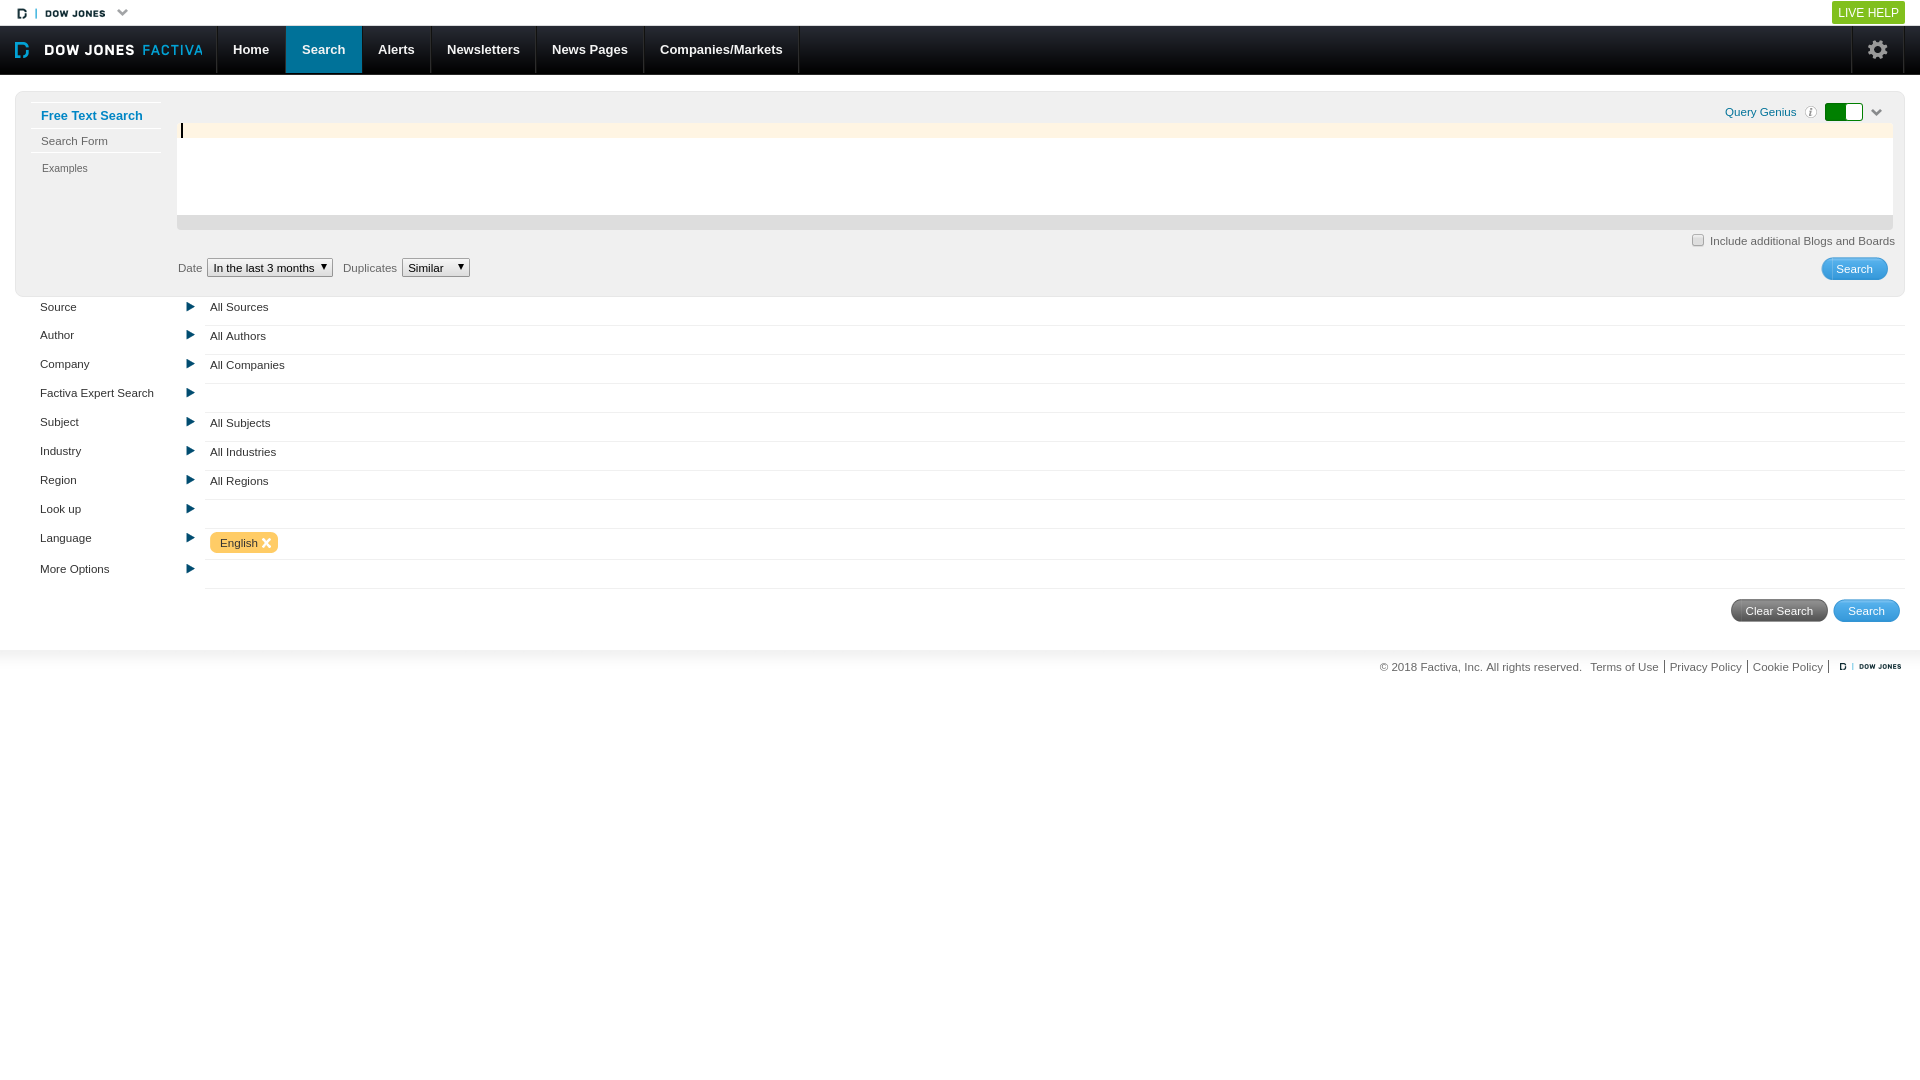 DOW JONES
LIVE HELP
DOW JONES FACTIVA Home Search Alerts Newsletters News Pages Companies/Markets
Free Text Search
Search Form
Examples
Query Genius i
Include additional Blogs and Boards
Date In the last 3 months Duplicates Similar
Search
Source All Sources
Author All Authors
Company All Companies
Factiva Expert Search
Subject All Subjects
Industry All Industries
Region All Regions
Look up
Language English
More Options
Clear Search Search
© 2018 Factiva, Inc. All rights reserved. Terms of Use Privacy Policy Cookie Policy DOW JONES